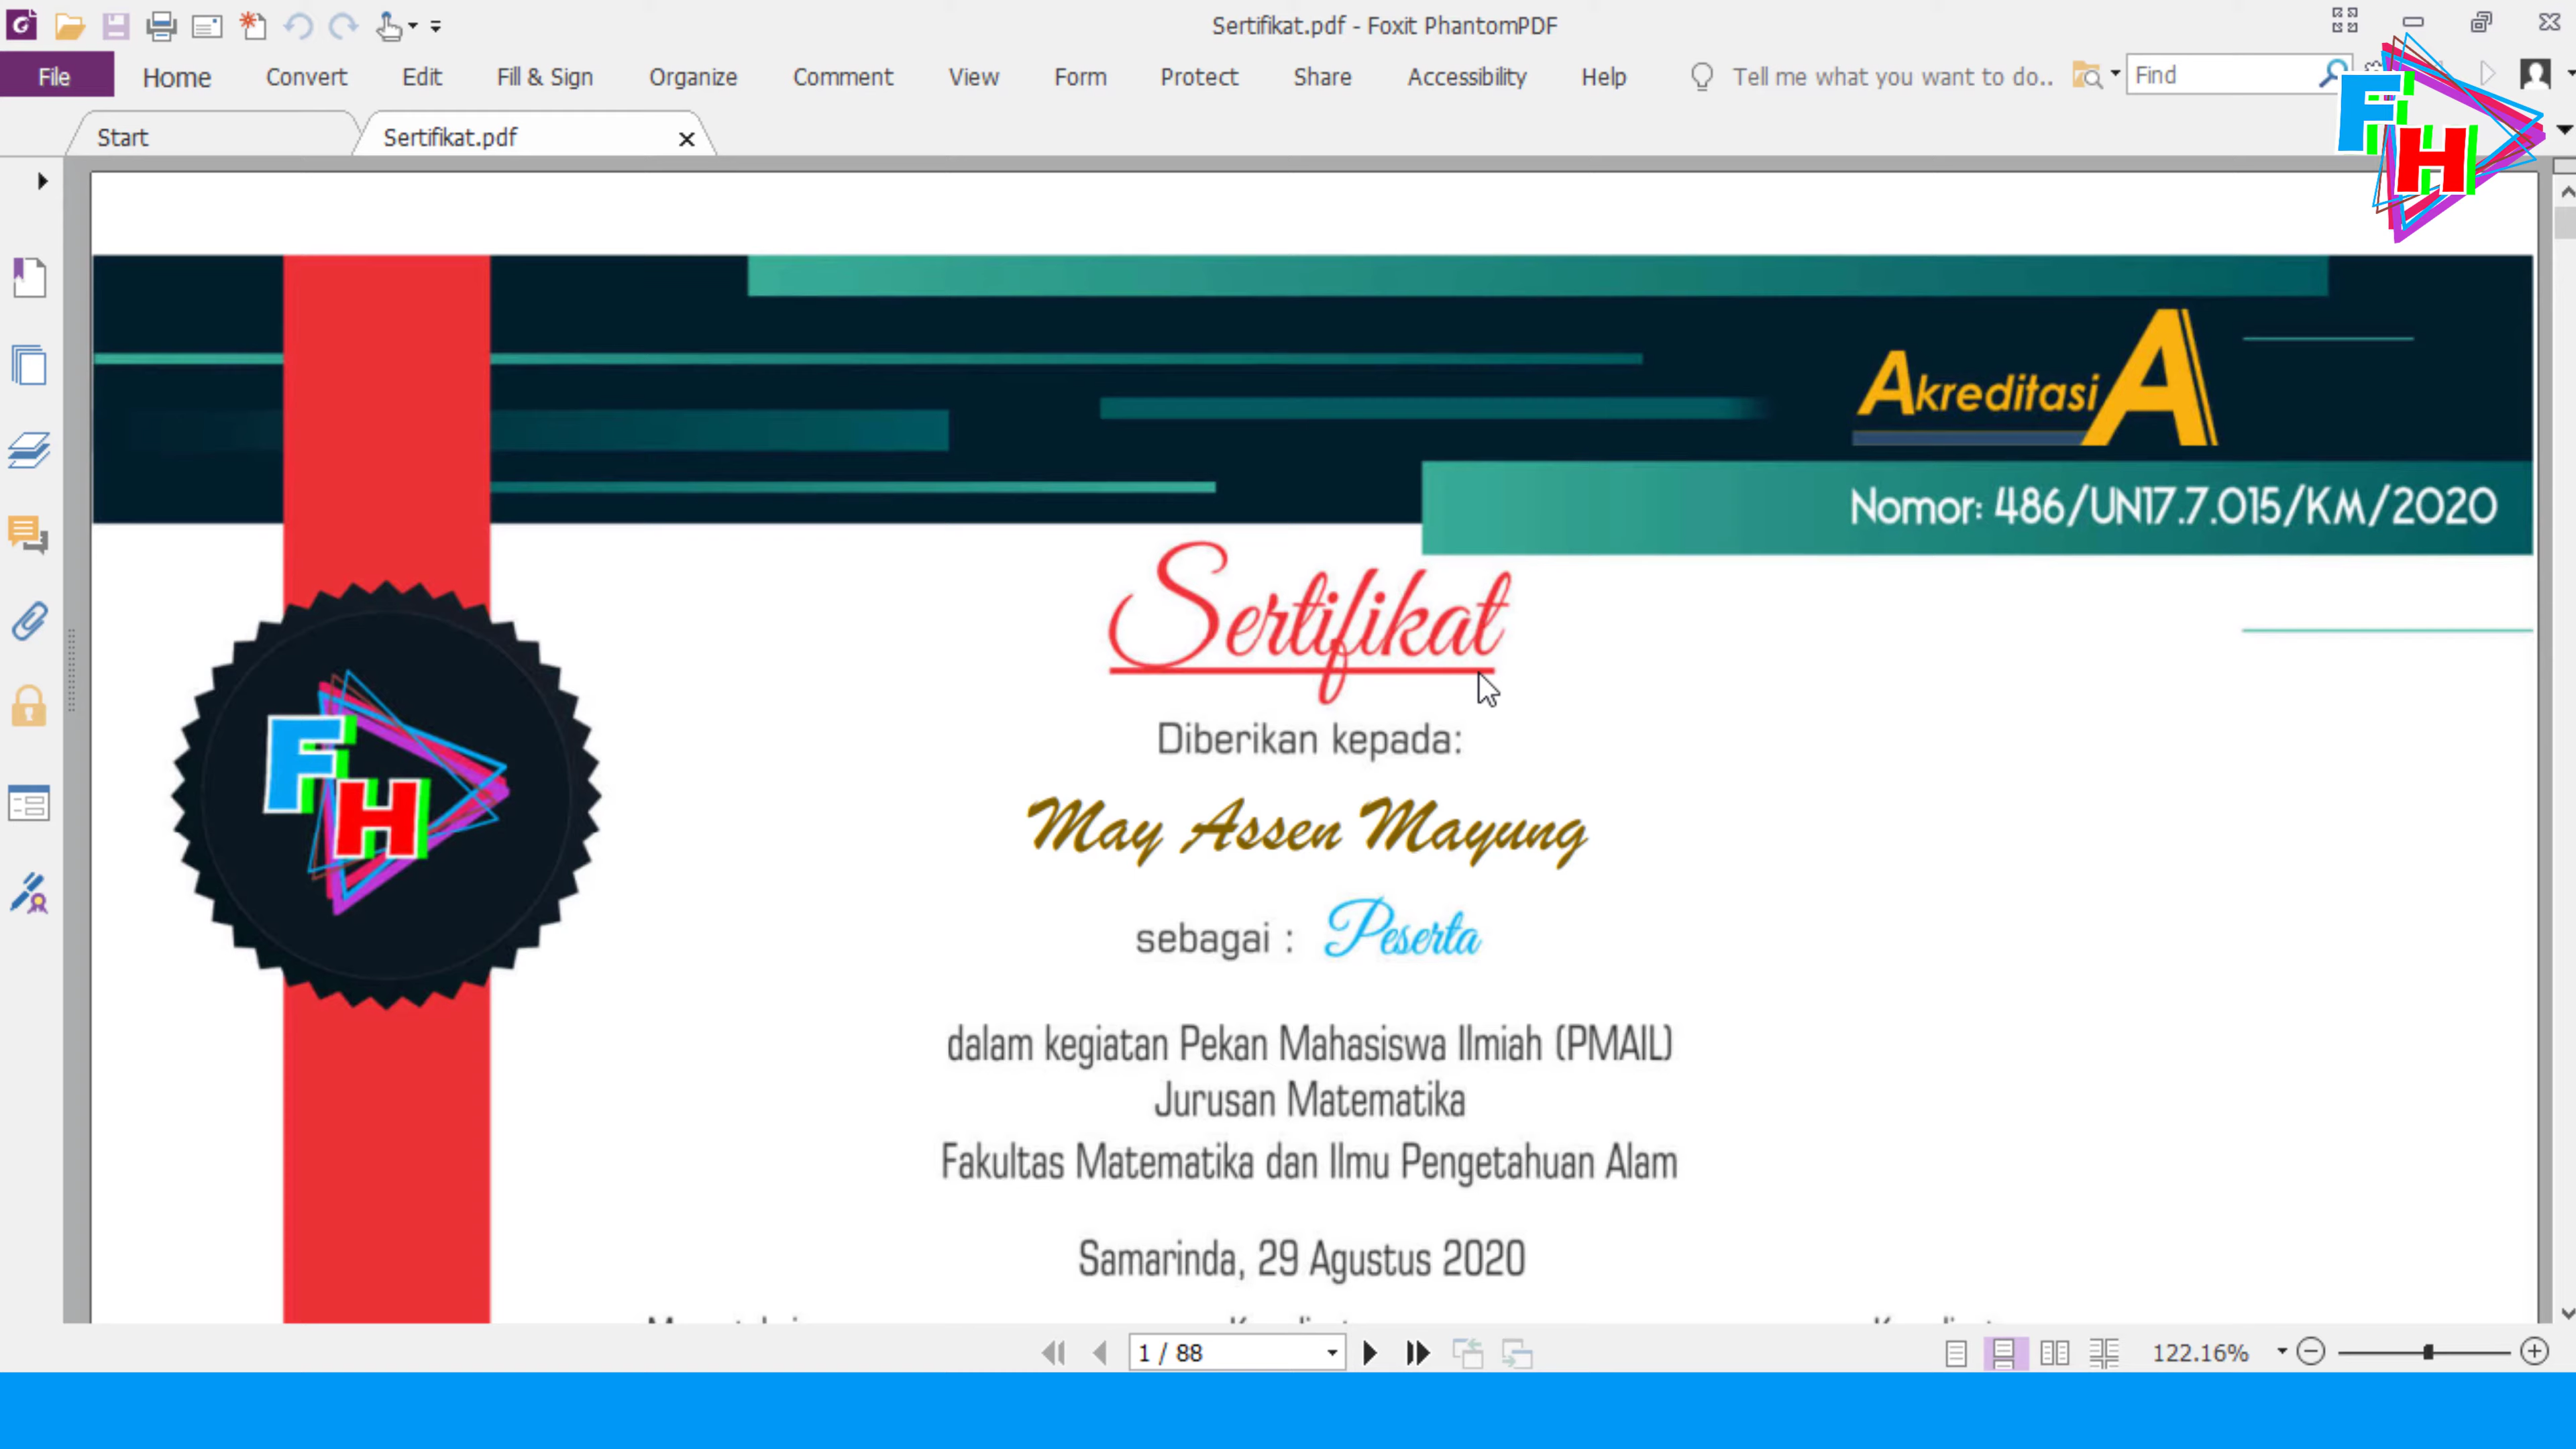 Sertifikat.pdf - Foxit PhantomPDF
File Home Convert Edit Fill & Sign Organize Comment View Form Protect Share Accessibility Help Tell me what you want to do.. Find
Start Sertifikat.pdf
FH
Akreditasi A
Nomor: 486/UN17.7.015/KM/2020
Sertifikat
Diberikan kepada:
FH
May Assen Mayung
sebagai : Peserta
dalam kegiatan Pekan Mahasiswa Ilmiah (PMAIL)
Jurusan Matematika
Fakultas Matematika dan Ilmu Pengetahuan Alam
Samarinda, 29 Agustus 2020
1 / 88
122.16%